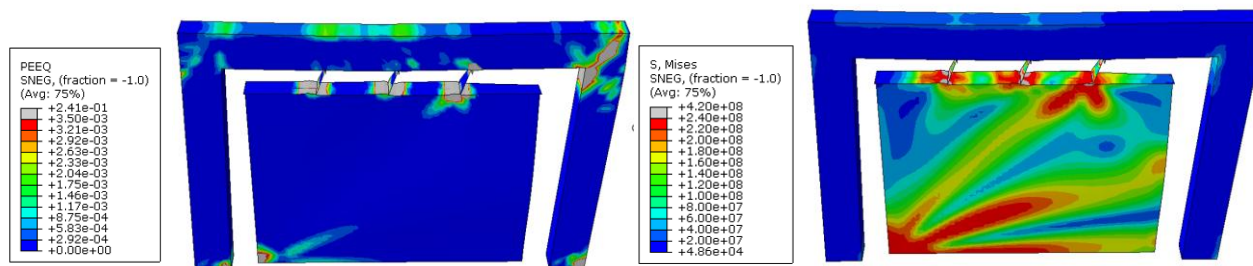 PEEQ
SNEG, (fraction = -1.0)
(Avg: 75%)
+2.41e-01
+3.50e-03
+3.21e-03
+2.92e-03
+2.63e-03
+2.33e-03
+2.04e-03
+1.75e-03
+1.46e-03
+1.17e-03
+8.75e-04
+5.83e-04
+2.92e-04
+0.00e+00
S, Mises
SNEG, (fraction = -1.0)
(Avg: 75%)
+4.20e+08
+2.40e+08
+2.20e+08
+2.00e+08
+1.80e+08
+1.60e+08
+1.40e+08
+1.20e+08
+1.00e+08
+8.00e+07
+6.00e+07
+4.00e+07
+2.00e+07
+4.86e+04